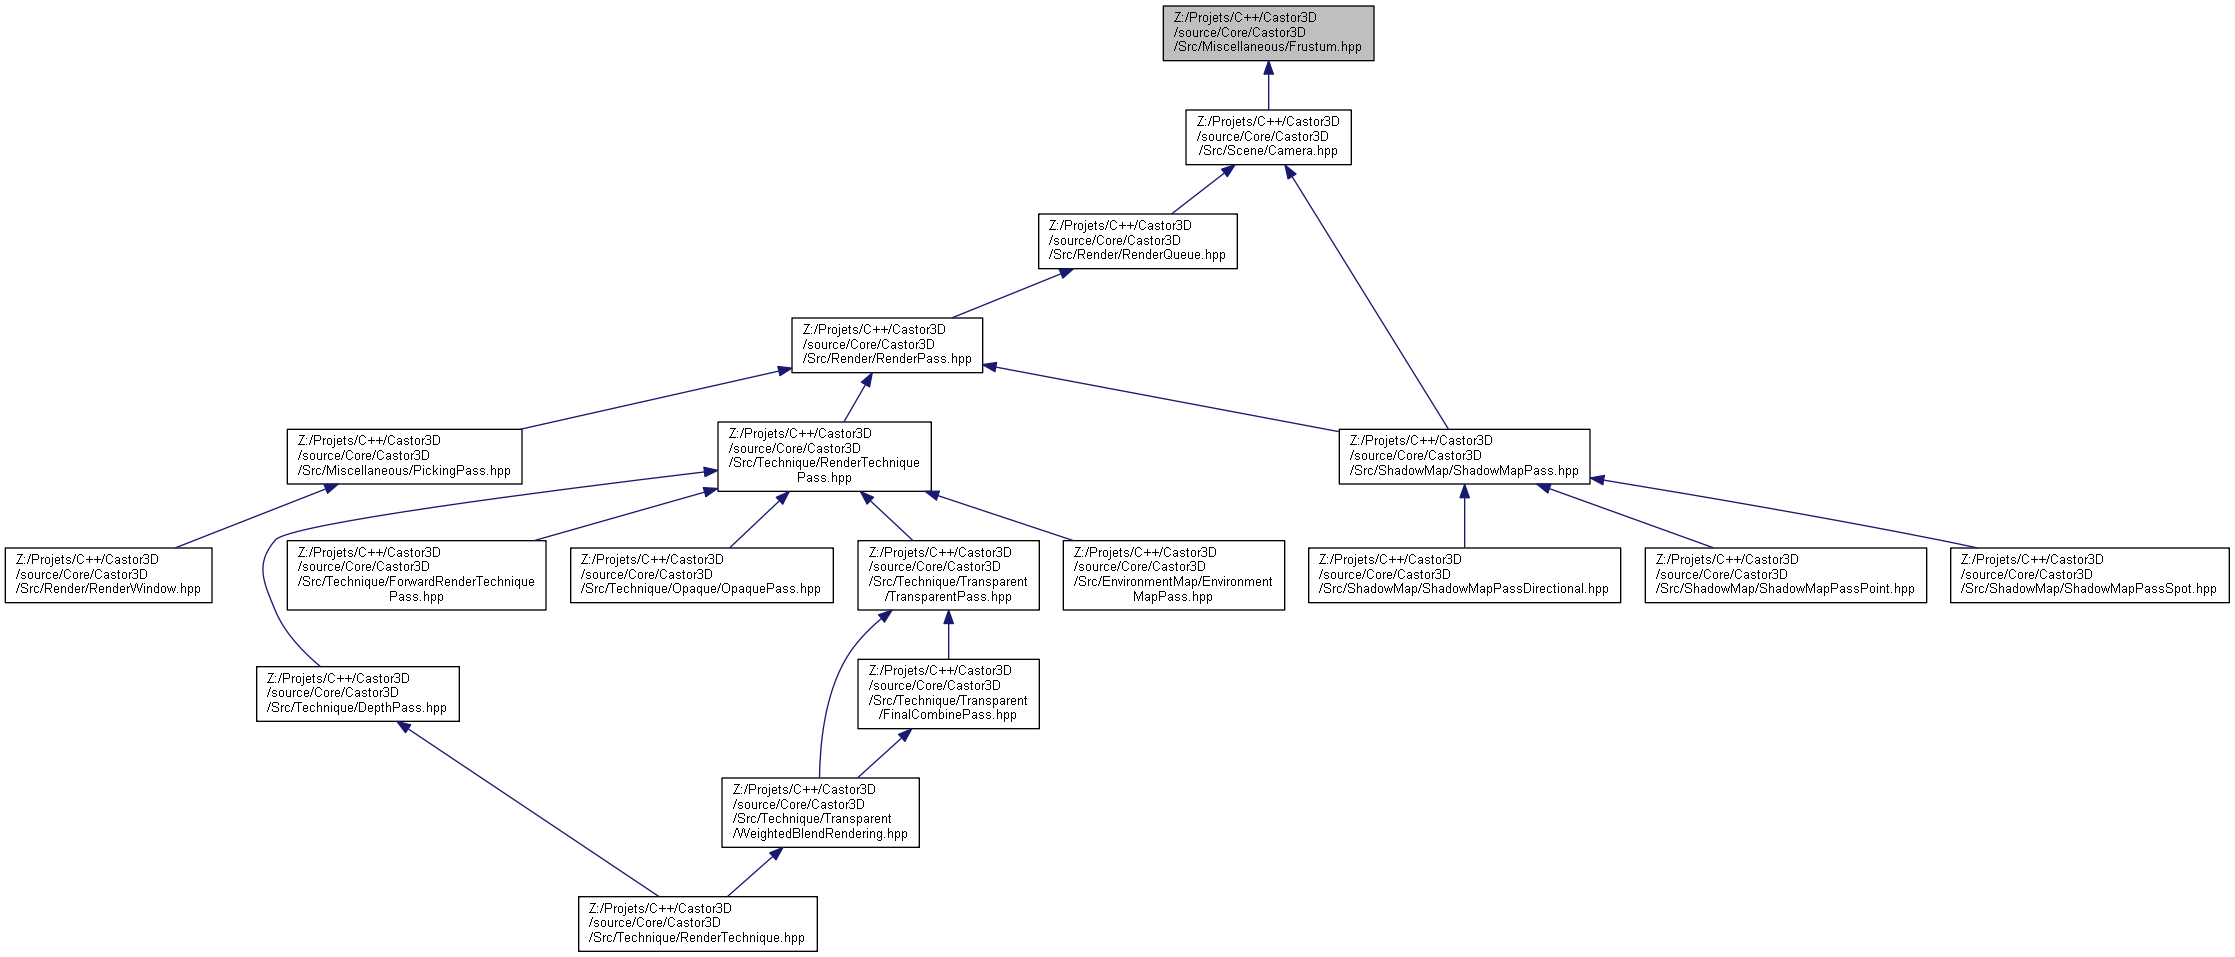 Z:/Projets/C++/Castor3D
/source/Core/Castor3D
/Src/Miscellaneous/Frustum.hpp
Z:/Projets/C++/Castor3D
/source/Core/Castor3D
/Src/Scene/Camera.hpp
Z:/Projets/C++/Castor3D
/source/Core/Castor3D
/Src/Render/RenderQueue.hpp
Z:/Projets/C++/Castor3D
/source/Core/Castor3D
/Src/Render/RenderPass.hpp
Z:/Projets/C++/Castor3D
/source/Core/Castor3D
/Src/Miscellaneous/PickingPass.hpp
Z:/Projets/C++/Castor3D
/source/Core/Castor3D
/Src/Technique/RenderTechnique
Pass.hpp
Z:/Projets/C++/Castor3D
/source/Core/Castor3D
/Src/ShadowMap/ShadowMapPass.hpp
Z:/Projets/C++/Castor3D
/source/Core/Castor3D
/Src/Render/RenderWindow.hpp
Z:/Projets/C++/Castor3D
/source/Core/Castor3D
/Src/Technique/ForwardRenderTechnique
Pass.hpp
Z:/Projets/C++/Castor3D
/source/Core/Castor3D
/Src/Technique/Opaque/OpaquePass.hpp
Z:/Projets/C++/Castor3D
/source/Core/Castor3D
/Src/Technique/Transparent
/TransparentPass.hpp
Z:/Projets/C++/Castor3D
/source/Core/Castor3D
/Src/EnvironmentMap/Environment
MapPass.hpp
Z:/Projets/C++/Castor3D
/source/Core/Castor3D
/Src/ShadowMap/ShadowMapPassDirectional.hpp
Z:/Projets/C++/Castor3D
/source/Core/Castor3D
/Src/ShadowMap/ShadowMapPassPoint.hpp
Z:/Projets/C++/Castor3D
/source/Core/Castor3D
/Src/ShadowMap/ShadowMapPassSpot.hpp
Z:/Projets/C++/Castor3D
/source/Core/Castor3D
/Src/Technique/DepthPass.hpp
Z:/Projets/C++/Castor3D
/source/Core/Castor3D
/Src/Technique/Transparent
/FinalCombinePass.hpp
Z:/Projets/C++/Castor3D
/source/Core/Castor3D
/Src/Technique/Transparent
/WeightedBlendRendering.hpp
Z:/Projets/C++/Castor3D
/source/Core/Castor3D
/Src/Technique/RenderTechnique.hpp